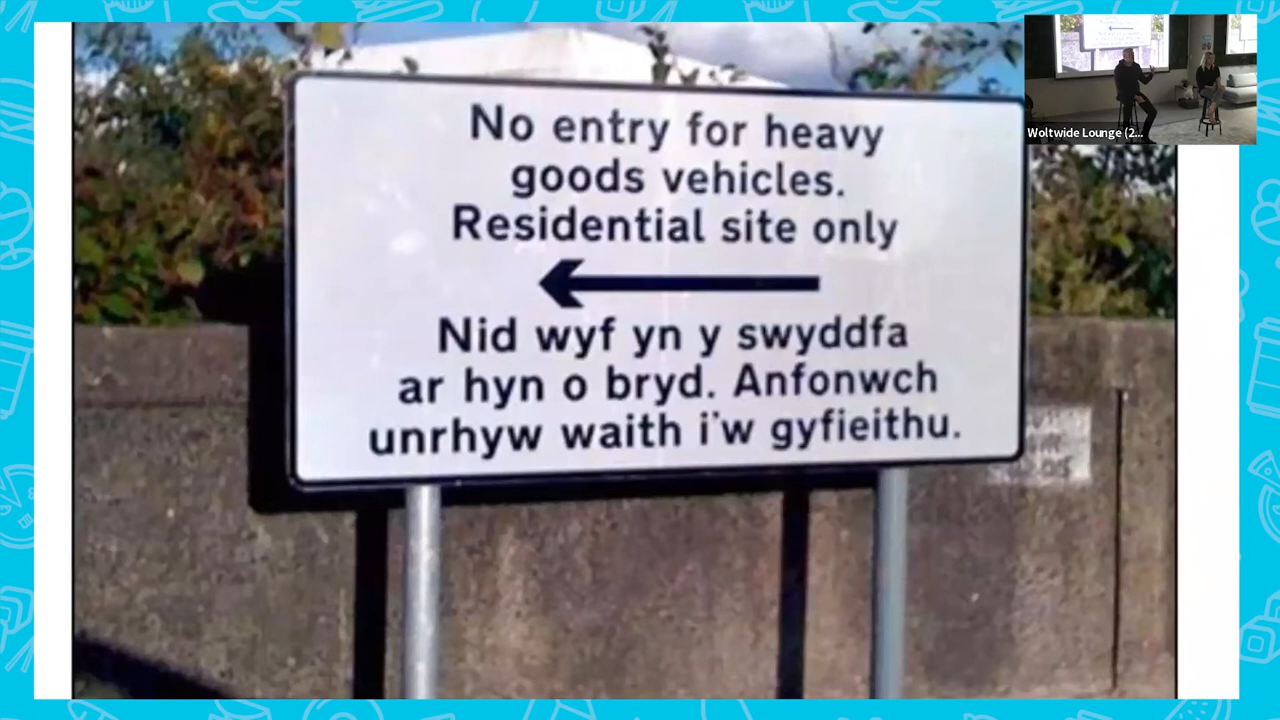 No entry for heavy
goods vehicles.
Residential site only
Nid wyf yn y swyddfa
ar hyn o bryd. Anfonwch
unrhyw waith i'w gyfieithu.
Woltwide Lounge (2...